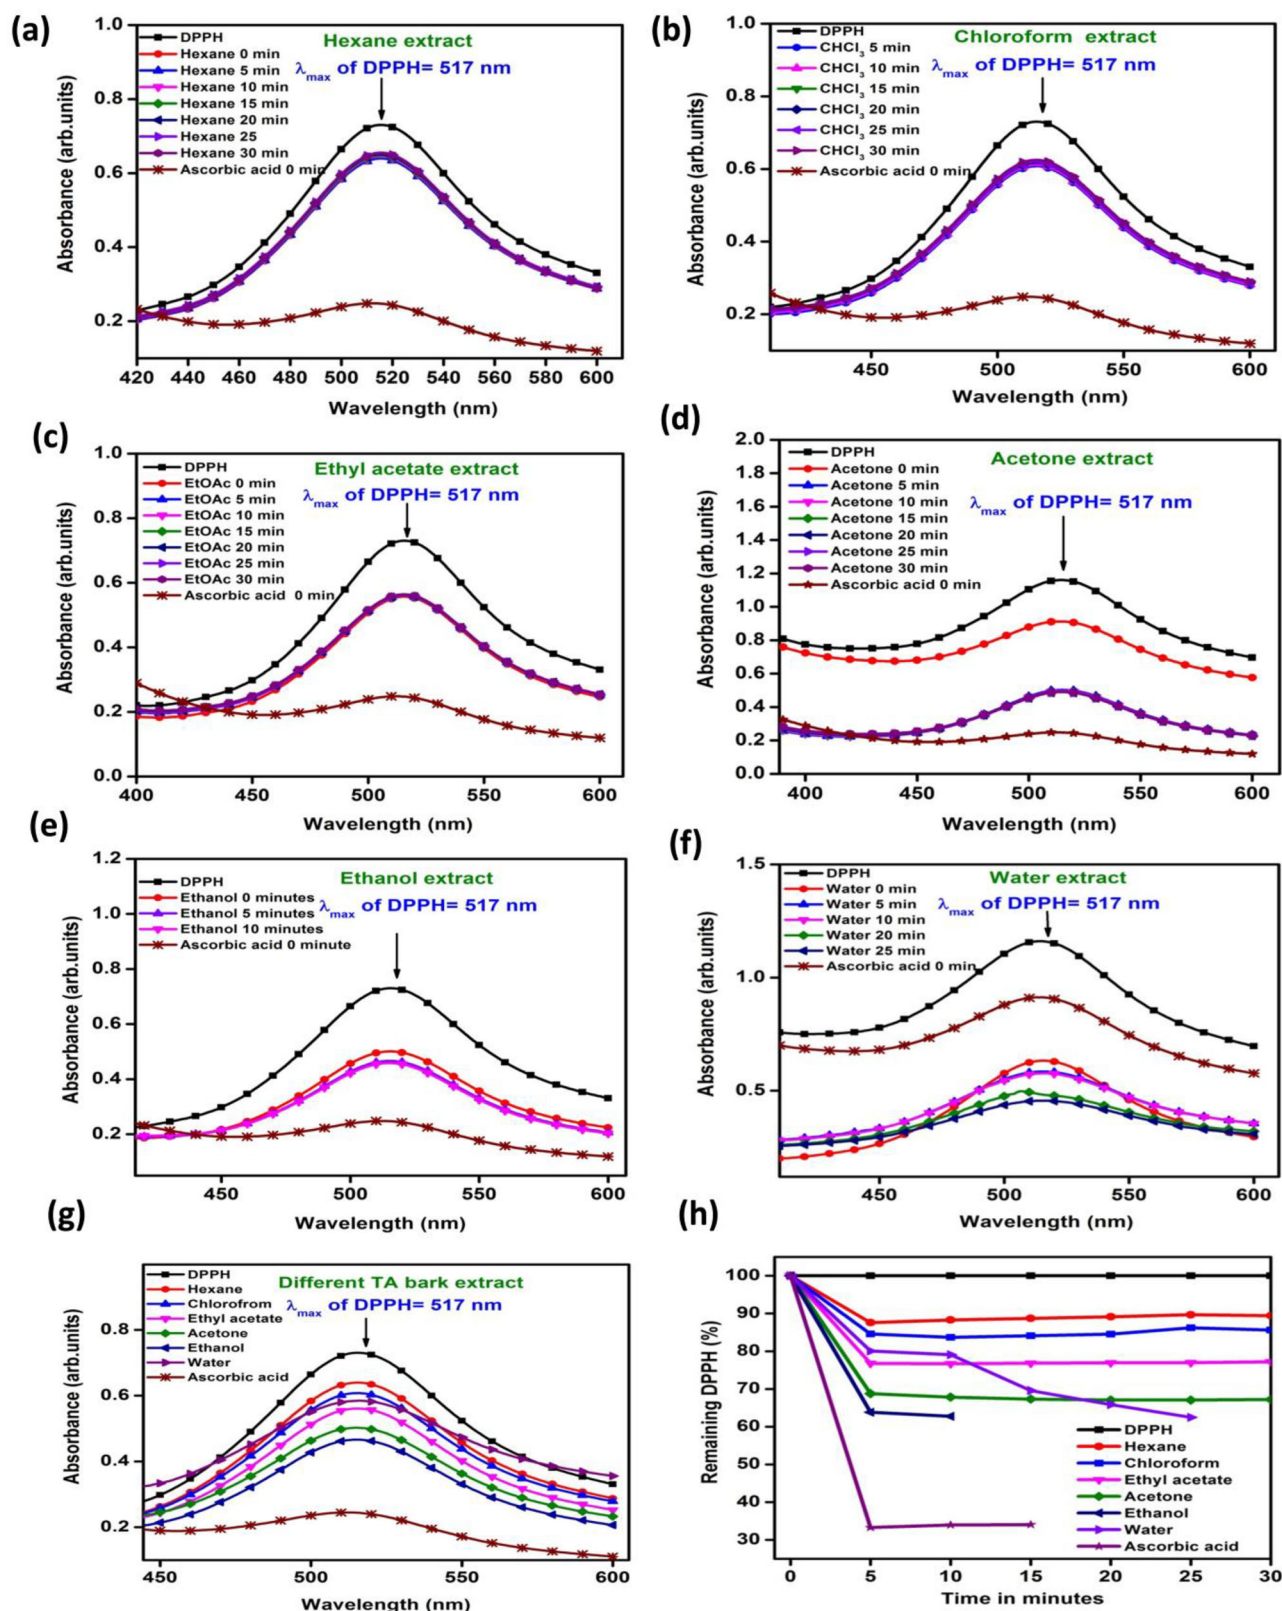 (a)
1.0
0.8
0.6
0.4
0.2
Absorbance (arb.units)
DPPH
Hexane 0 min
Hexane 5 min
Hexane 10 min
Hexane 15 min
Hexane 20 min
Hexane 25
Hexane 30 min
Ascorbic acid 0 min
Hexane extract
λmax of DPPH= 517 nm
420 440 460 480 500 520 540 560 580 600
Wavelength (nm)
(b)
1.0
0.8
0.6
0.4
0.2
Absorbance (arb.units)
DPPH
CHCl3 5 min
CHCl3 10 min
CHCl3 15 min
CHCl3 20 min
CHCl3 25 min
CHCl3 30 min
Ascorbic acid 0 min
Chloroform extract
λmax of DPPH= 517 nm
450 500 550 600
Wavelength (nm)
(c)
1.0
0.8
0.6
0.4
0.2
0.0
Absorbance (arb.units)
DPPH
EtOAc 0 min
EtOAc 5 min
EtOAc 10 min
EtOAc 15 min
EtOAc 20 min
EtOAc 25 min
EtOAc 30 min
Ascorbic acid 0 min
Ethyl acetate extract
λmax of DPPH= 517 nm
400 450 500 550 600
Wavelength (nm)
(d)
2.0
1.8
1.6
1.4
1.2
1.0
0.8
0.6
0.4
0.2
0.0
Absorbance (arb.units)
DPPH
Acetone 0 min
Acetone 5 min
Acetone 10 min
Acetone 15 min
Acetone 20 min
Acetone 25 min
Acetone 30 min
Ascorbic acid 0 min
Acetone extract
λmax of DPPH= 517 nm
400 450 500 550 600
Wavelength (nm)
(e)
1.2
1.0
0.8
0.6
0.4
0.2
Absorbance (arb.units)
DPPH
Ethanol 0 minutes
Ethanol 5 minutes
Ethanol 10 minutes
Ascorbic acid 0 minute
Ethanol extract
λmax of DPPH= 517 nm
450 500 550 600
Wavelength (nm)
(f)
1.5
1.0
0.5
Absorbance (arb.units)
DPPH
Water 0 min
Water 5 min
Water 10 min
Water 20 min
Water 25 min
Ascorbic acid 0 min
Water extract
λmax of DPPH= 517 nm
450 500 550 600
Wavelength (nm)
(g)
0.8
0.6
0.4
0.2
Absorbance (arb.units)
DPPH
Hexane
Chlorofrom
Ethyl acetate
Acetone
Ethanol
Water
Ascorbic acid
Different TA bark extract
λmax of DPPH= 517 nm
450 500 550 600
Wavelength (nm)
(h)
100
90
80
70
60
50
40
30
Remaining DPPH (%)
DPPH
Hexane
Chloroform
Ethyl acetate
Acetone
Ethanol
Water
Ascorbic acid
0 5 10 15 20 25 30
Time in minutes